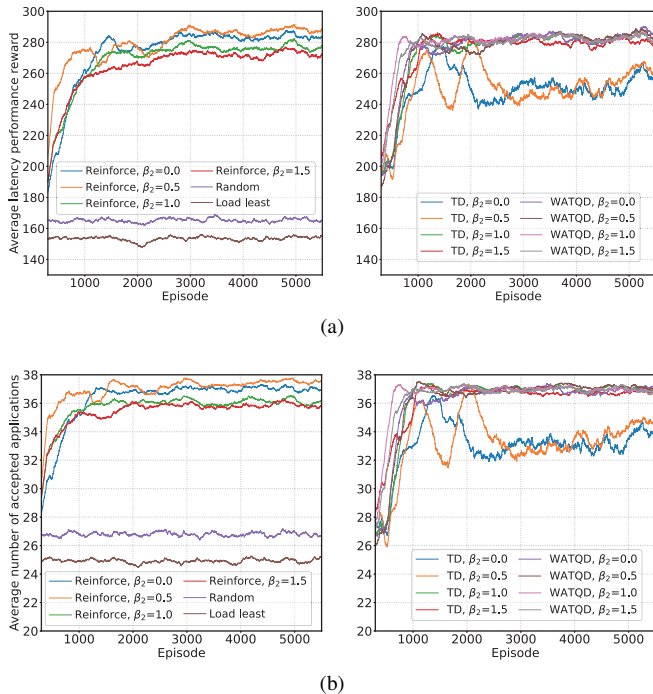 300
280
260
240
220
200
180
160
140
Average latency performance reward
Reinforce, β₂=0.0
Reinforce, β₂=0.5
Reinforce, β₂=1.0
Reinforce, β₂=1.5
Random
Load least
1000 2000 3000 4000 5000
Episode
300
280
260
240
220
200
180
160
140
TD, β₂=0.0
TD, β₂=0.5
TD, β₂=1.0
TD, β₂=1.5
WATQD, β₂=0.0
WATQD, β₂=0.5
WATQD, β₂=1.0
WATQD, β₂=1.5
1000 2000 3000 4000 5000
Episode
(a)
38
36
34
32
30
28
26
24
22
20
Average number of accepted applications
Reinforce, β₂=0.0
Reinforce, β₂=0.5
Reinforce, β₂=1.0
Reinforce, β₂=1.5
Random
Load least
1000 2000 3000 4000 5000
Episode
38
36
34
32
30
28
26
24
22
20
TD, β₂=0.0
TD, β₂=0.5
TD, β₂=1.0
TD, β₂=1.5
WATQD, β₂=0.0
WATQD, β₂=0.5
WATQD, β₂=1.0
WATQD, β₂=1.5
1000 2000 3000 4000 5000
Episode
(b)